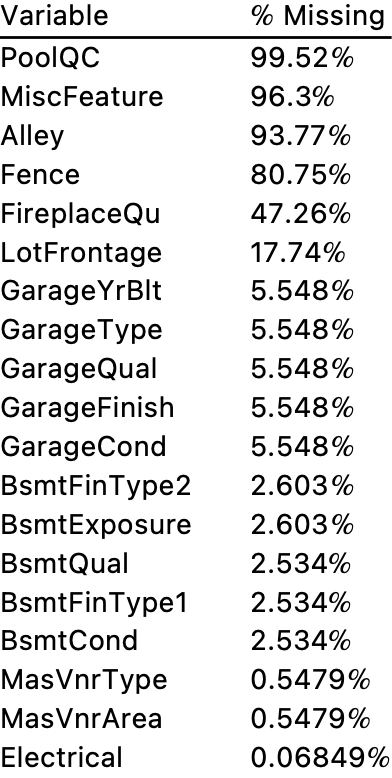 Variable % Missing
PoolQC 99.52%
MiscFeature 96.3%
Alley 93.77%
Fence 80.75%
FireplaceQu 47.26%
LotFrontage 17.74%
GarageYrBlt 5.548%
GarageType 5.548%
GarageQual 5.548%
GarageFinish 5.548%
GarageCond 5.548%
BsmtFinType2 2.603%
BsmtExposure 2.603%
BsmtQual 2.534%
BsmtFinType1 2.534%
BsmtCond 2.534%
MasVnrType 0.5479%
MasVnrArea 0.5479%
Electrical 0.06849%